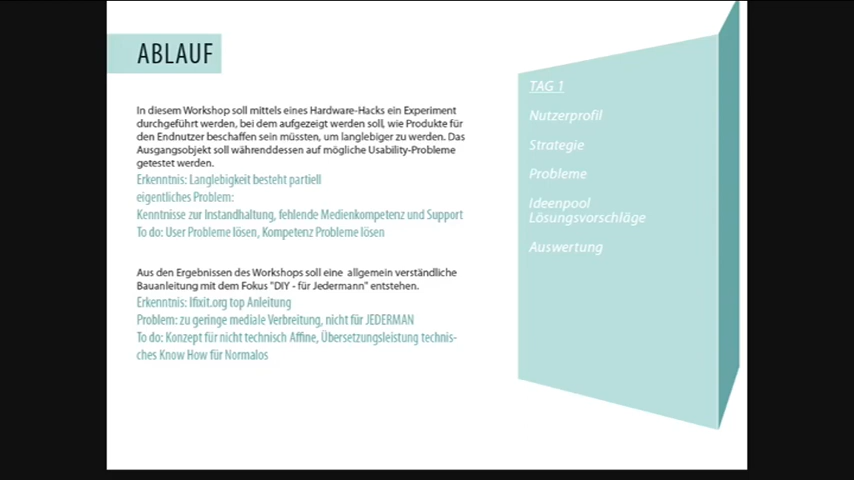 ABLAUF
In diesem Workshop soll mittels eines Hardware-Hacks ein Experiment
durchgeführt werden, bei dem aufgezeigt werden soll, wie Produkte für
den Endnutzer beschaffen sein müssten, um langlebiger zu werden. Das
Ausgangsobjekt soll währenddessen auf mögliche Usability-Probleme
getestet werden.
Erkenntnis: Langlebigkeit besteht partiell
eigentliches Problem:
Kenntnisse zur Instandhaltung, fehlende Medienkompetenz und Support
To do: User Probleme lösen, Kompetenz Probleme lösen
Aus den Ergebnissen des Workshops soll eine allgemein verständliche
Bauanleitung mit dem Fokus "DIY - für Jedermann" entstehen.
Erkenntnis: Ifixit.org top Anleitung
Problem: zu geringe mediale Verbreitung, nicht für JEDERMAN
To do: Konzept für nicht technisch Affine, Übersetzungsleistung technis-
ches Know How für Normalos
TAG 1
Nutzerprofil
Strategie
Probleme
Ideenpool
Lösungsvorschläge
Auswertung